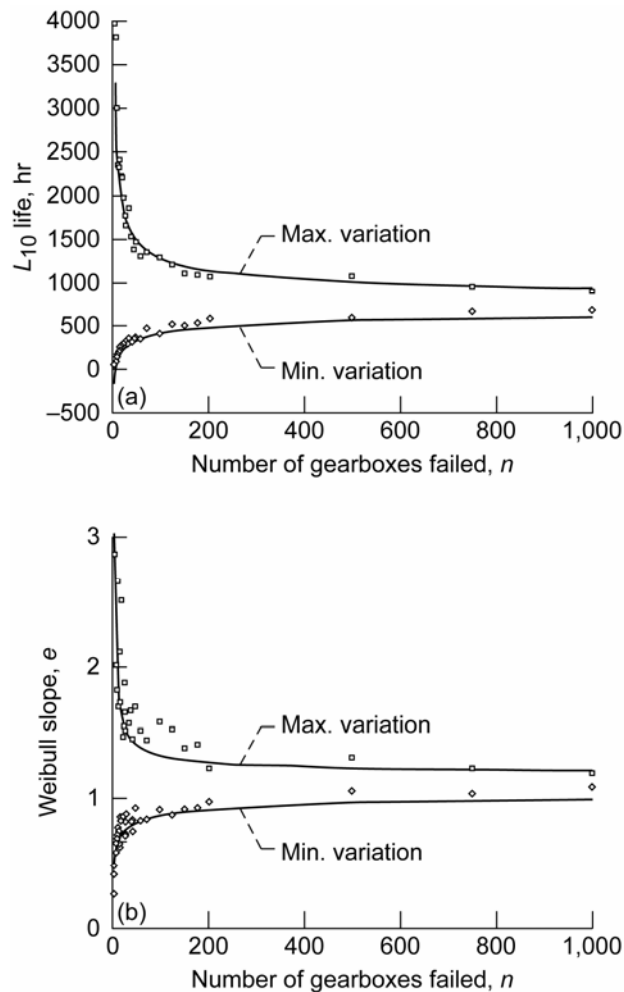 4000
3500
3000
2500
2000
1500
1000
500
0
–500
L10 life, hr
Max. variation
Min. variation
(a)
0 200 400 600 800 1,000
Number of gearboxes failed, n
3
2
1
0
Weibull slope, e
Max. variation
Min. variation
(b)
0 200 400 600 800 1,000
Number of gearboxes failed, n